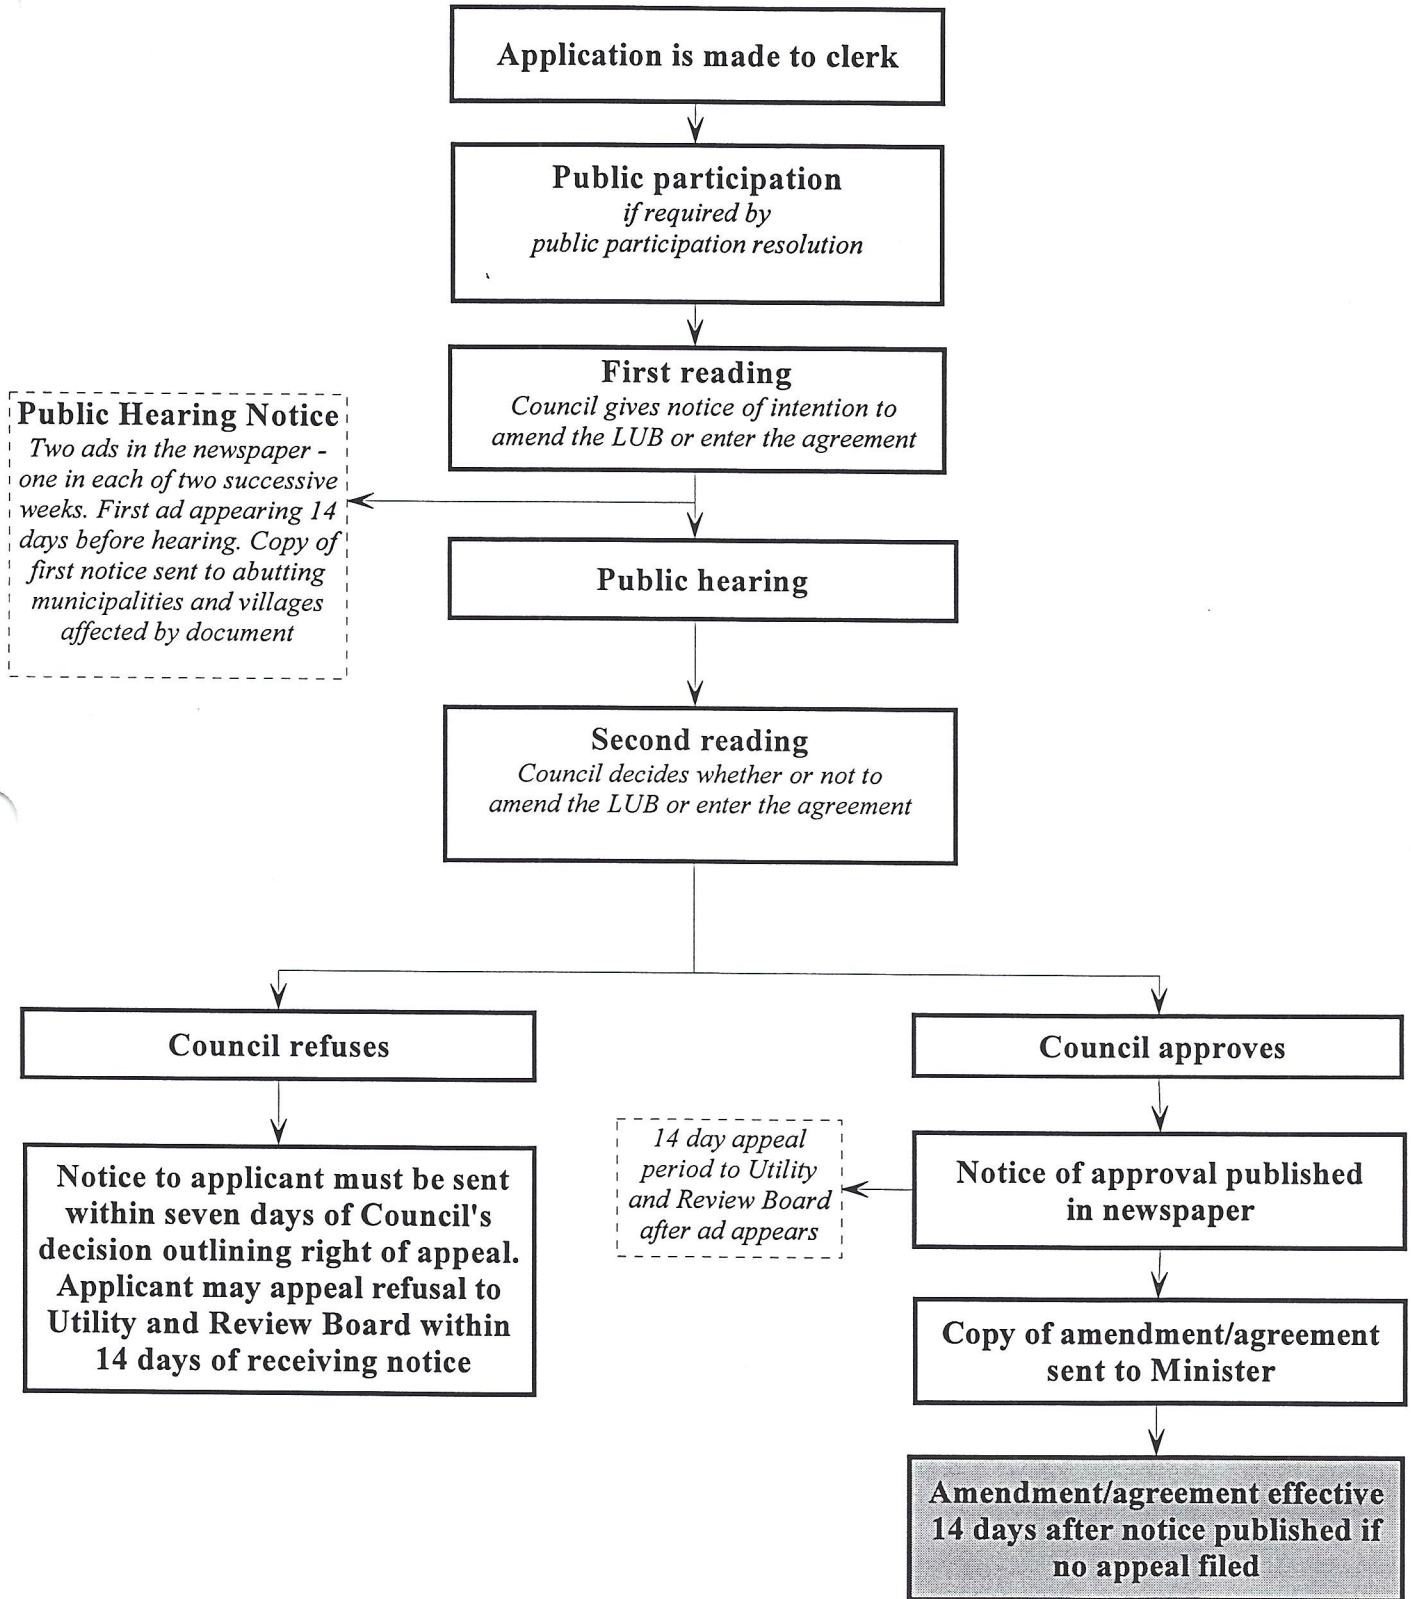 Application is made to clerk
Public participation
if required by
public participation resolution
First reading
Council gives notice of intention to
amend the LUB or enter the agreement
Public Hearing Notice
Two ads in the newspaper -
one in each of two successive
weeks. First ad appearing 14
days before hearing. Copy of
first notice sent to abutting
municipalities and villages
affected by document
Public hearing
Second reading
Council decides whether or not to
amend the LUB or enter the agreement
Council refuses
Notice to applicant must be sent
within seven days of Council's
decision outlining right of appeal.
Applicant may appeal refusal to
Utility and Review Board within
14 days of receiving notice
Council approves
14 day appeal
period to Utility
and Review Board
after ad appears
Notice of approval published
in newspaper
Copy of amendment/agreement
sent to Minister
Amendment/agreement effective
14 days after notice published if
no appeal filed